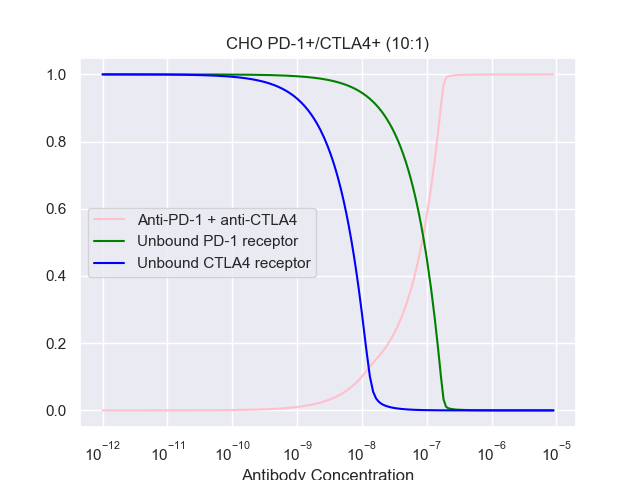 CHO PD-1+/CTLA4+ (10:1)
1.0
0.8
0.6
0.4
0.2
0.0
Anti-PD-1 + anti-CTLA4
Unbound PD-1 receptor
Unbound CTLA4 receptor
10⁻¹² 10⁻¹¹ 10⁻¹⁰ 10⁻⁹ 10⁻⁸ 10⁻⁷ 10⁻⁶ 10⁻⁵
Antibody Concentration